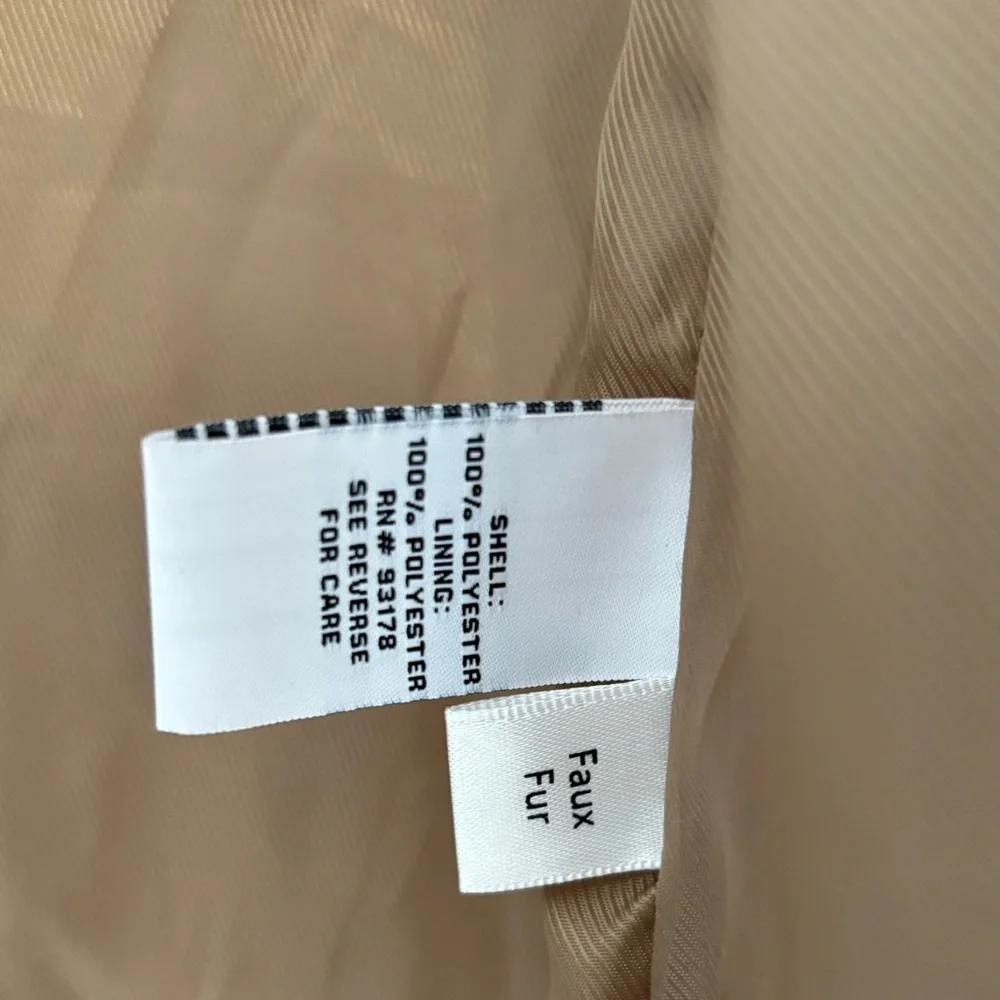 SHELL:
100% POLYESTER
LINING:
100% POLYESTER
RN# 93178
SEE REVERSE
FOR CARE
Faux
Fur